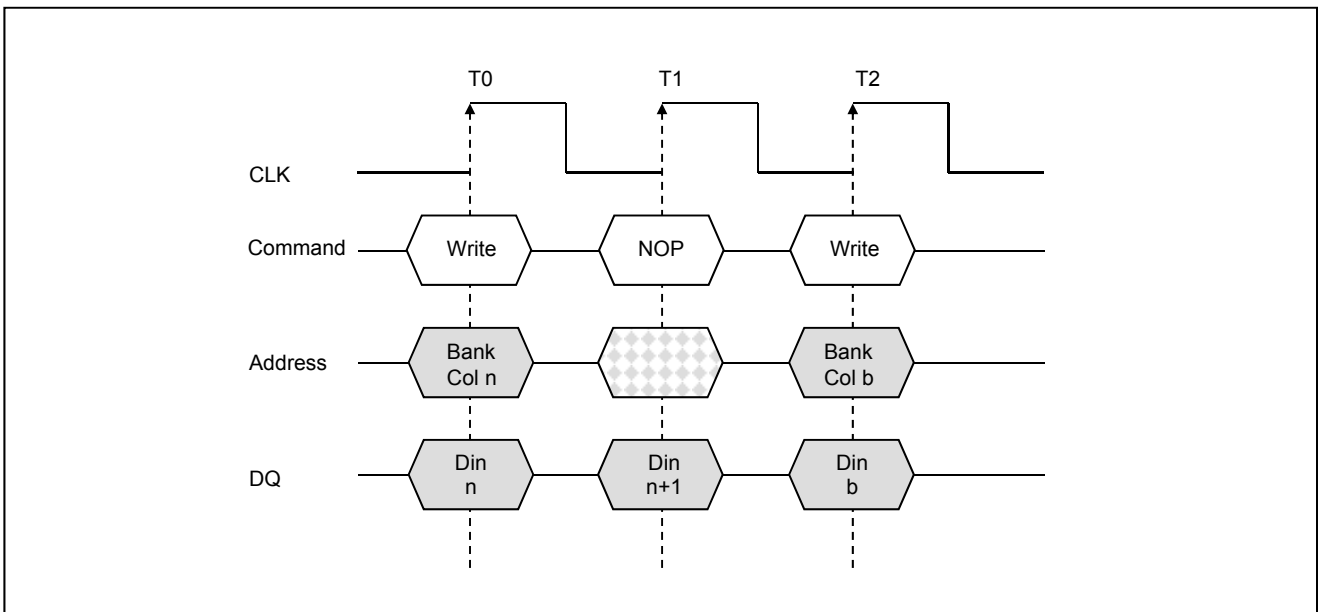 T0 T1 T2
CLK
Command Write NOP Write
Address Bank Bank
Col n Col b
DQ Din Din Din
n n+1 b